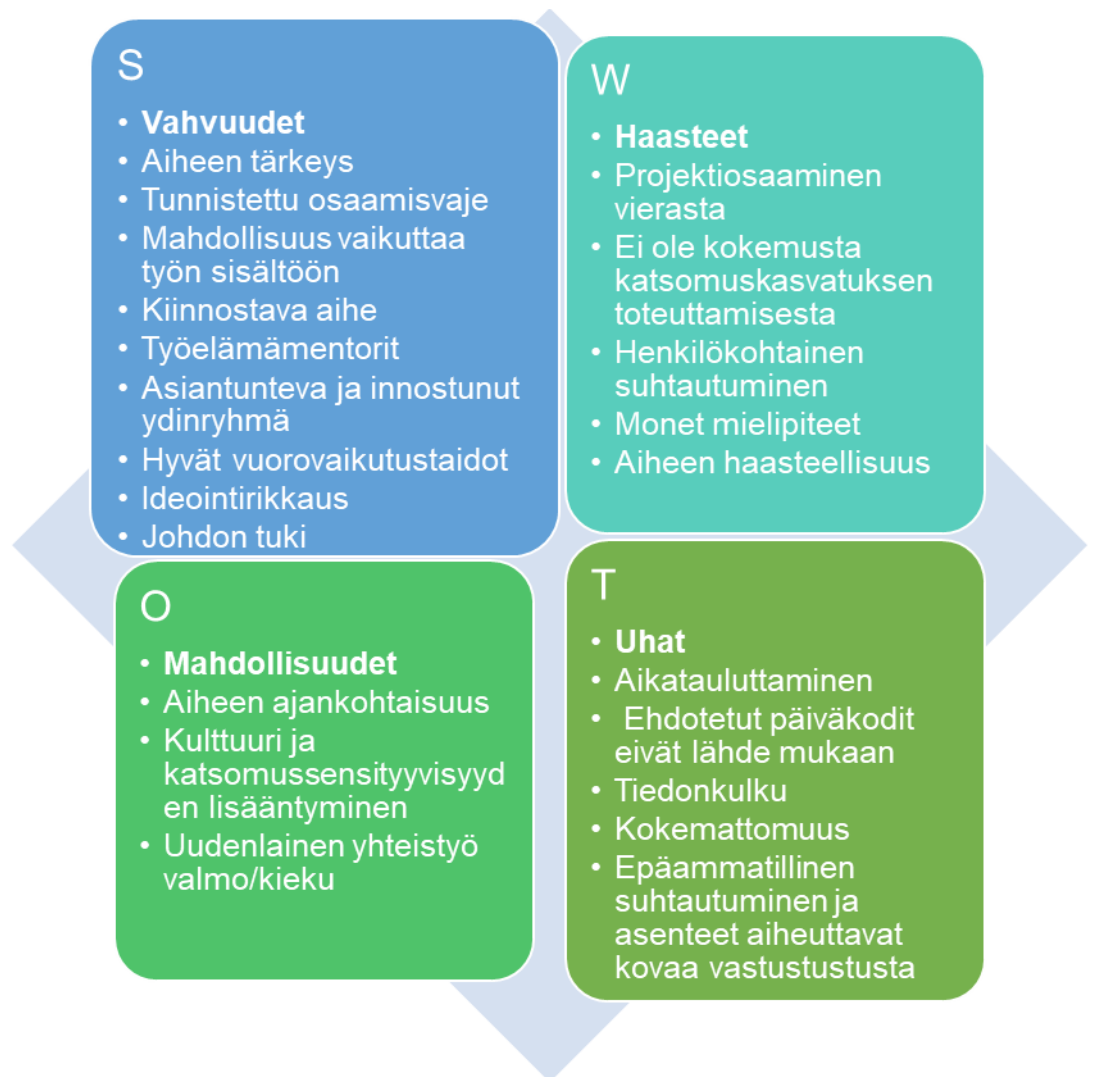 S
• Vahvuudet
• Aiheen tärkeys
• Tunnistettu osaamisvaje
• Mahdollisuus vaikuttaa
työn sisältöön
• Kiinnostava aihe
• Työelämämentorit
• Asiantunteva ja innostunut
ydinryhmä
• Hyvät vuorovaikutustaidot
• Ideointirikkaus
• Johdon tuki
W
• Haasteet
• Projektiosaaminen
vierasta
• Ei ole kokemusta
katsomuskasvatuksen
toteuttamisesta
• Henkilökohtainen
suhtautuminen
• Monet mielipiteet
• Aiheen haasteellisuus
O
• Mahdollisuudet
• Aiheen ajankohtaisuus
• Kulttuuri ja
katsomussensityyvisyyd
en lisääntyminen
• Uudenlainen yhteistyö
valmo/kieku
T
• Uhat
• Aikatauluttaminen
• Ehdotetut päiväkodit
eivät lähde mukaan
• Tiedonkulku
• Kokemattomuus
• Epäammatillinen
suhtautuminen ja
asenteet aiheuttavat
kovaa vastustustusta